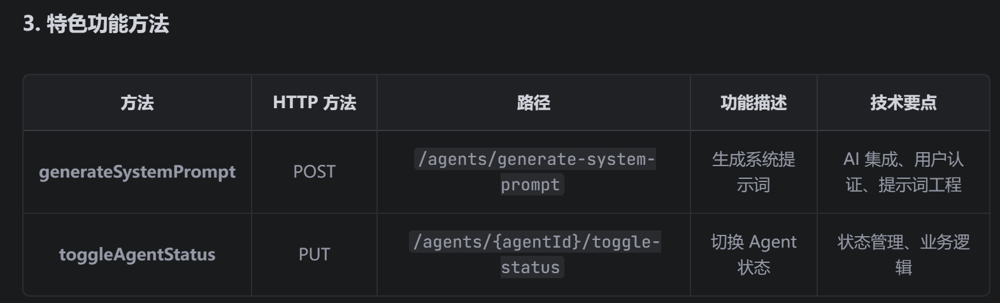 3. 特色功能方法
方法
HTTP 方法
路径
功能描述
技术要点
generateSystemPrompt
POST
/agents/generate-system-
prompt
生成系统提
示词
AI 集成、用户认
证、提示词工程
toggleAgentStatus
PUT
/agents/{agentId}/toggle-
status
切换 Agent
状态
状态管理、业务逻
辑